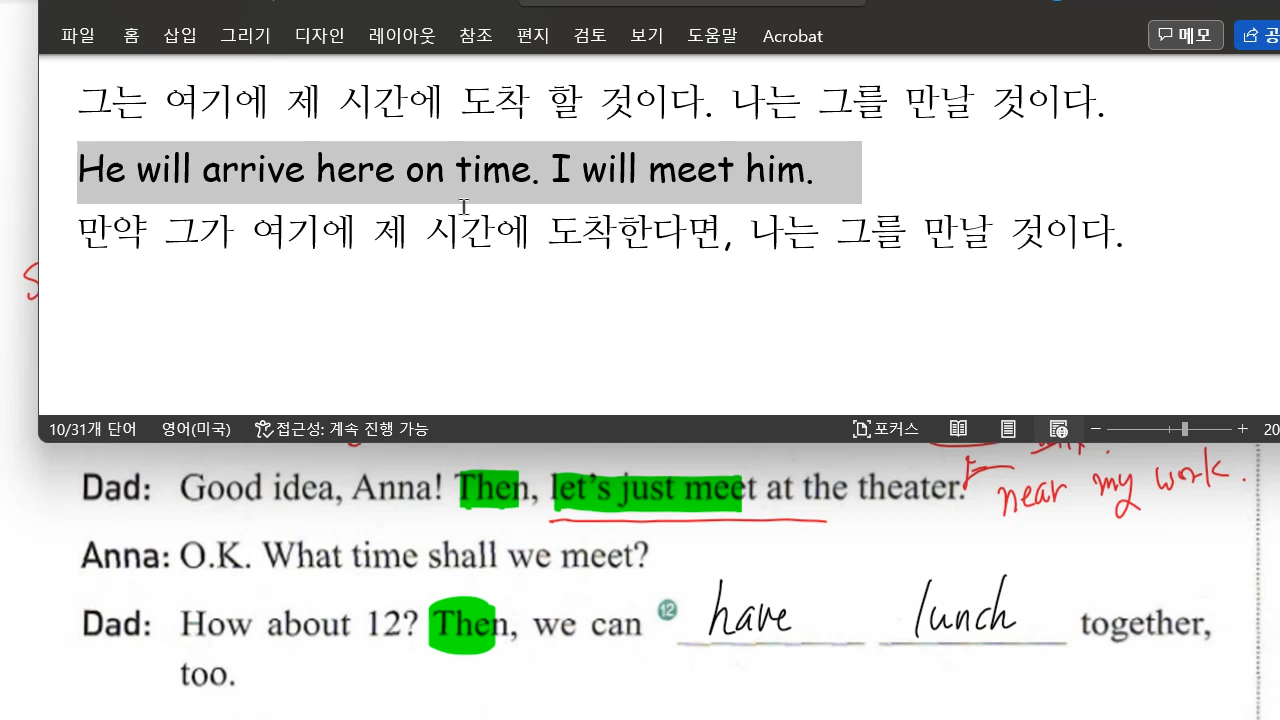 파일 홈 삽입 그리기 디자인 레이아웃 참조 편지 검토 보기 도움말 Acrobat 메모
그는 여기에 제 시간에 도착 할 것이다. 나는 그를 만날 것이다.
He will arrive here on time. I will meet him.
만약 그가 여기에 제 시간에 도착한다면, 나는 그를 만날 것이다.
10/31개 단어 영어(미국) 접근성: 계속 진행 가능 포커스 20
near my work.
Dad: Good idea, Anna! Then, let's just meet at the theater.
Anna: O.K. What time shall we meet?
Dad: How about 12? Then, we can 12 have lunch together,
too.